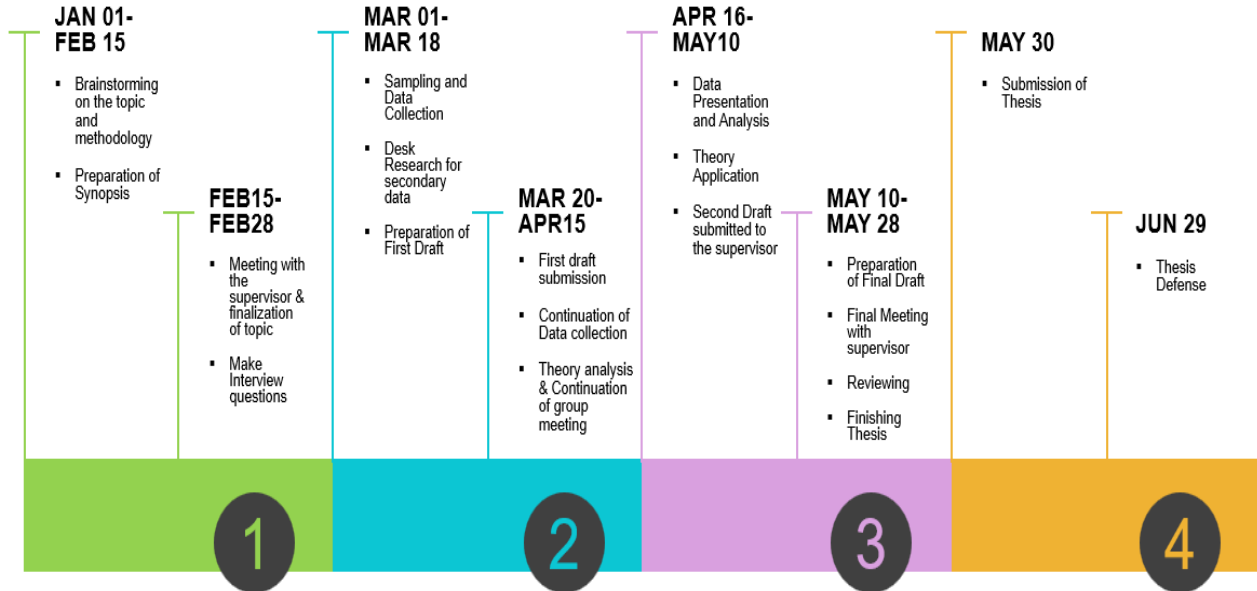 JAN 01-
FEB 15
▪ Brainstorming
on the topic
and
methodology
▪ Preparation of
Synopsis
FEB15-
FEB28
▪ Meeting with
the
supervisor &
finalization
of topic
▪ Make
Interview
questions
MAR 01-
MAR 18
▪ Sampling and
Data
Collection
▪ Desk
Research for
secondary
data
▪ Preparation of
First Draft
MAR 20-
APR15
▪ First draft
submission
▪ Continuation of
Data collection
▪ Theory analysis
& Continuation
of group
meeting
APR 16-
MAY10
▪ Data
Presentation
and Analysis
▪ Theory
Application
▪ Second Draft
submitted to
the supervisor
MAY 10-
MAY 28
▪ Preparation
of Final Draft
▪ Final Meeting
with
supervisor
▪ Reviewing
▪ Finishing
Thesis
MAY 30
▪ Submission of
Thesis
JUN 29
▪ Thesis
Defense
1
2
3
4